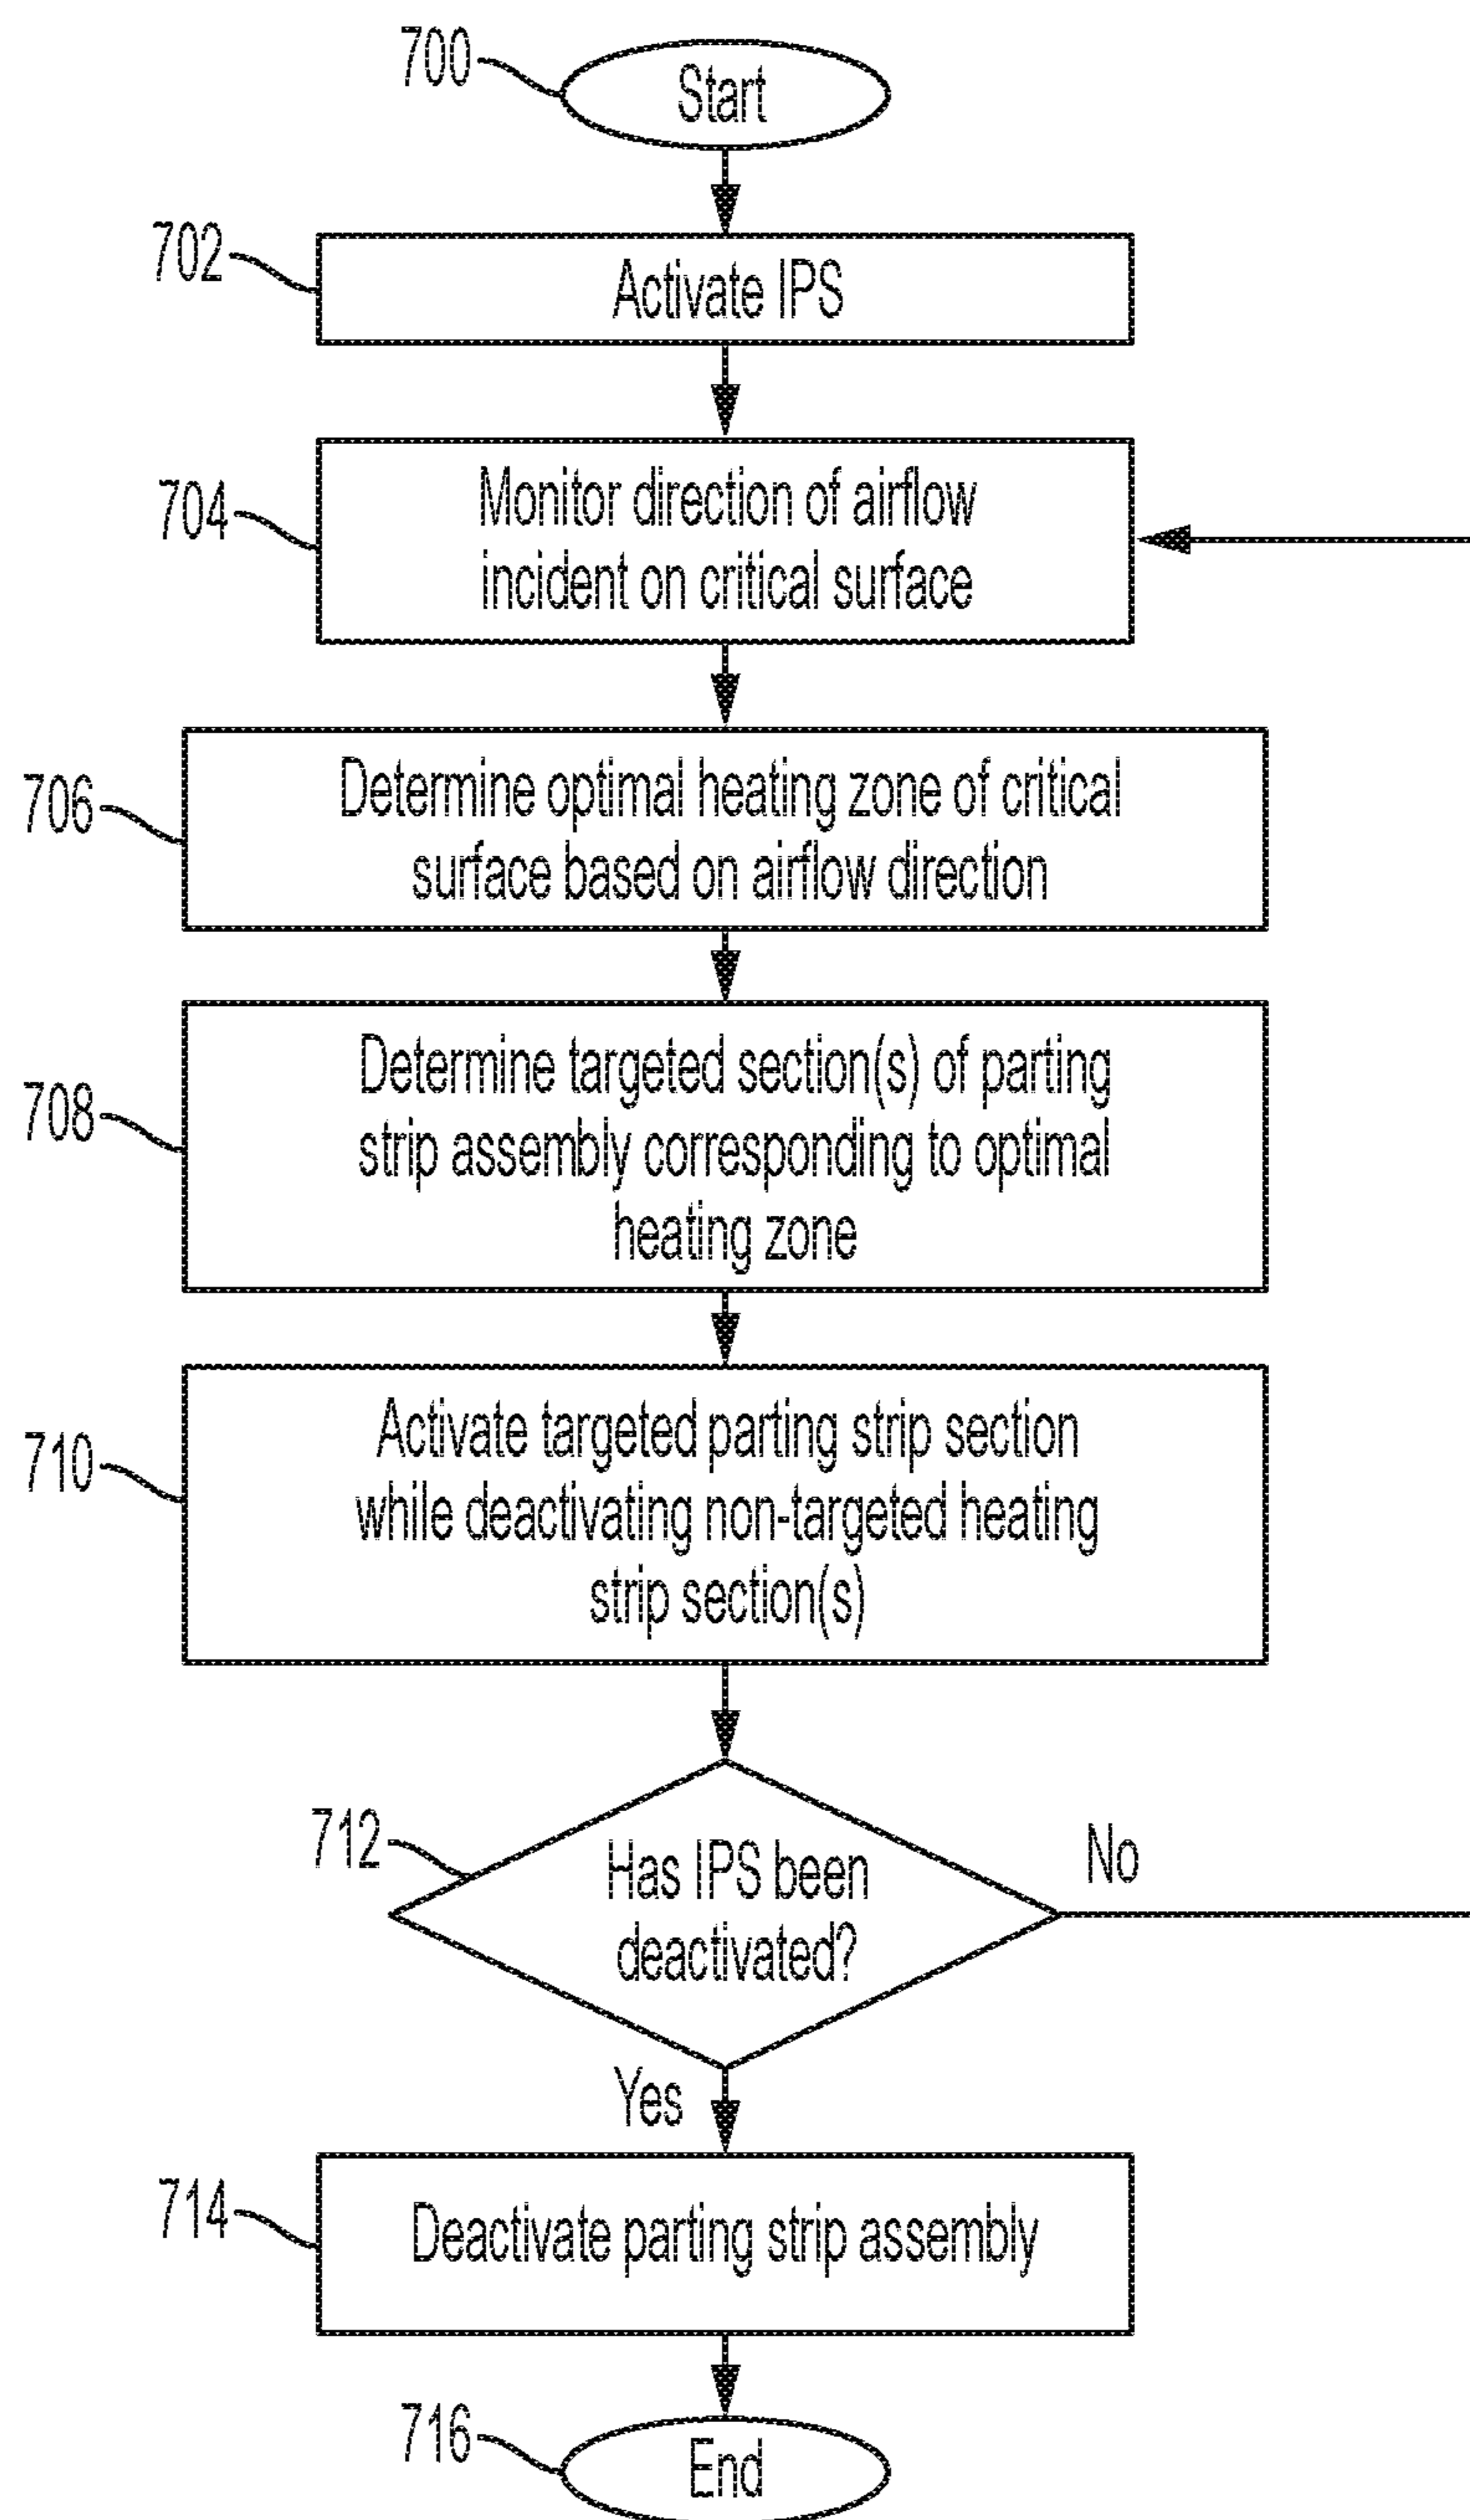 700
Start
702
Activate IPS
704
Monitor direction of airflow
incident on critical surface
706
Determine optimal heating zone of critical
surface based on airflow direction
708
Determine targeted section(s) of parting
strip assembly corresponding to optimal
heating zone
710
Activate targeted parting strip section
while deactivating non-targeted heating
strip section(s)
712
Has IPS been
deactivated?
No
Yes
714
Deactivate parting strip assembly
716
End